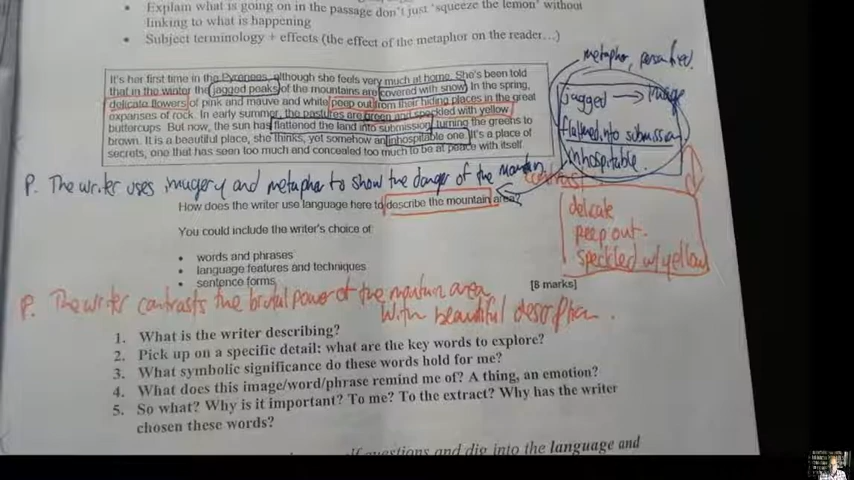 • Explain what is going on in the passage don't just 'squeeze the lemon' without
linking to what is happening
• Subject terminology + effects (the effect of the metaphor on the reader…)
metaphor, personified.
It's her first time in the Pyrenees, although she feels very much at home. She's been told
that in the winter the jagged peaks of the mountains are covered with snow. In the spring,
delicate flowers of pink and mauve and white peep out from their hiding places in the great
expanses of rock. In early summer, the pastures are green and speckled with yellow
buttercups. But now, the sun has flattened the land into submission, turning the greens to
brown. It is a beautiful place, she thinks, yet somehow an inhospitable one. It's a place of
secrets, one that has seen too much and concealed too much to be at peace with itself
jagged → image
flattened into submission
inhospitable.
P. The writer uses imagery and metaphor to show the danger of the mountain
contrast
How does the writer use language here to describe the mountain area?
delicate
peep out.
speckled w/ yellow
You could include the writer's choice of
• words and phrases
• language features and techniques
• sentence forms
[8 marks]
P. The writer contrasts the brutal power of the mountain area
with beautiful description.
1. What is the writer describing?
2. Pick up on a specific detail: what are the key words to explore?
3. What symbolic significance do these words hold for me?
4. What does this image/word/phrase remind me of? A thing, an emotion?
5. So what? Why is it important? To me? To the extract? Why has the writer
chosen these words?
questions and dig into the language and